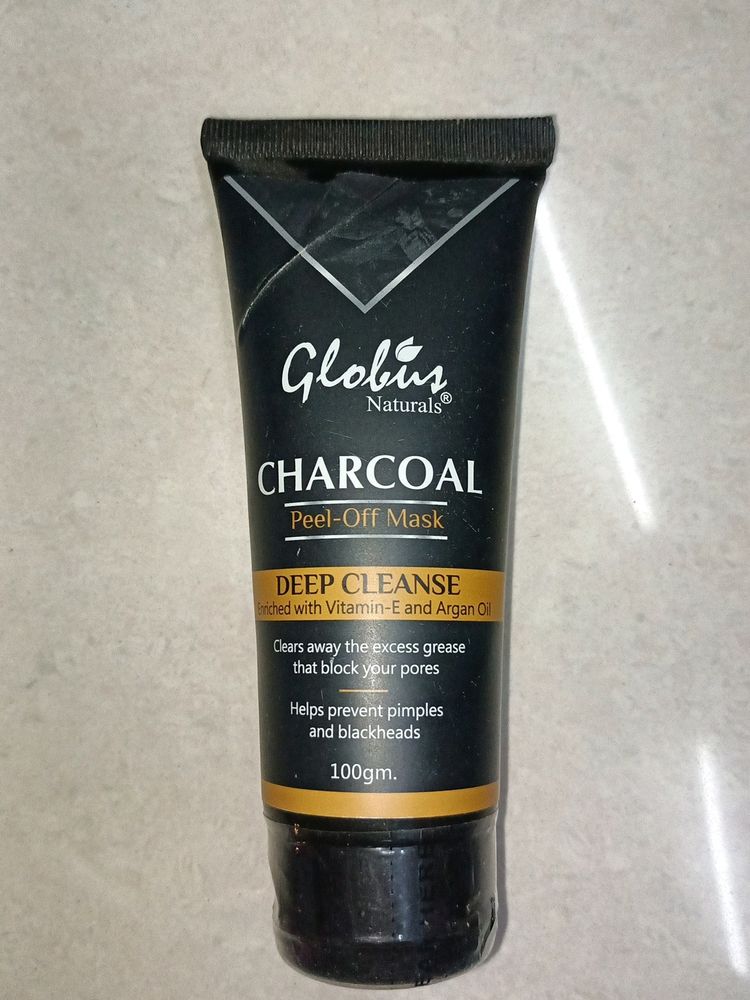 Globus
Naturals®
CHARCOAL
Peel-Off Mask
DEEP CLEANSE
Enriched with Vitamin-E and Argan Oil
Clears away the excess grease
that block your pores
Helps prevent pimples
and blackheads
100gm.